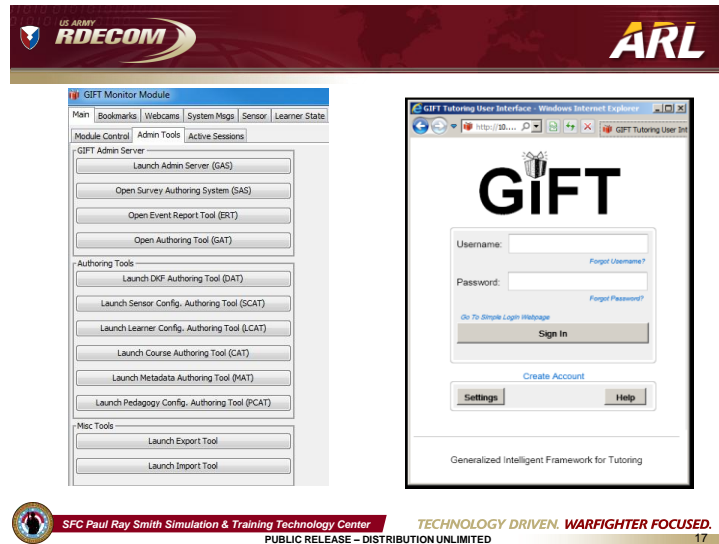 US ARMY
RDECOM
ARL
GIFT Monitor Module
Main Bookmarks Webcams System Msgs Sensor Learner State
Module Control Admin Tools Active Sessions
GIFT Admin Server
Launch Admin Server (GAS)
Open Survey Authoring System (SAS)
Open Event Report Tool (ERT)
Open Authoring Tool (GAT)
Authoring Tools
Launch DKF Authoring Tool (DAT)
Launch Sensor Config. Authoring Tool (SCAT)
Launch Learner Config. Authoring Tool (LCAT)
Launch Course Authoring Tool (CAT)
Launch Metadata Authoring Tool (MAT)
Launch Pedagogy Config. Authoring Tool (PCAT)
Misc Tools
Launch Export Tool
Launch Import Tool
GIFT Tutoring User Interface - Windows Internet Explorer
http://10.... GIFT Tutoring User Int
GIFT
Username:
Forgot Username?
Password:
Forgot Password?
Go To Simple Login Webpage
Sign In
Create Account
Settings Help
Generalized Intelligent Framework for Tutoring
SFC Paul Ray Smith Simulation & Training Technology Center
TECHNOLOGY DRIVEN. WARFIGHTER FOCUSED.
PUBLIC RELEASE – DISTRIBUTION UNLIMITED
17